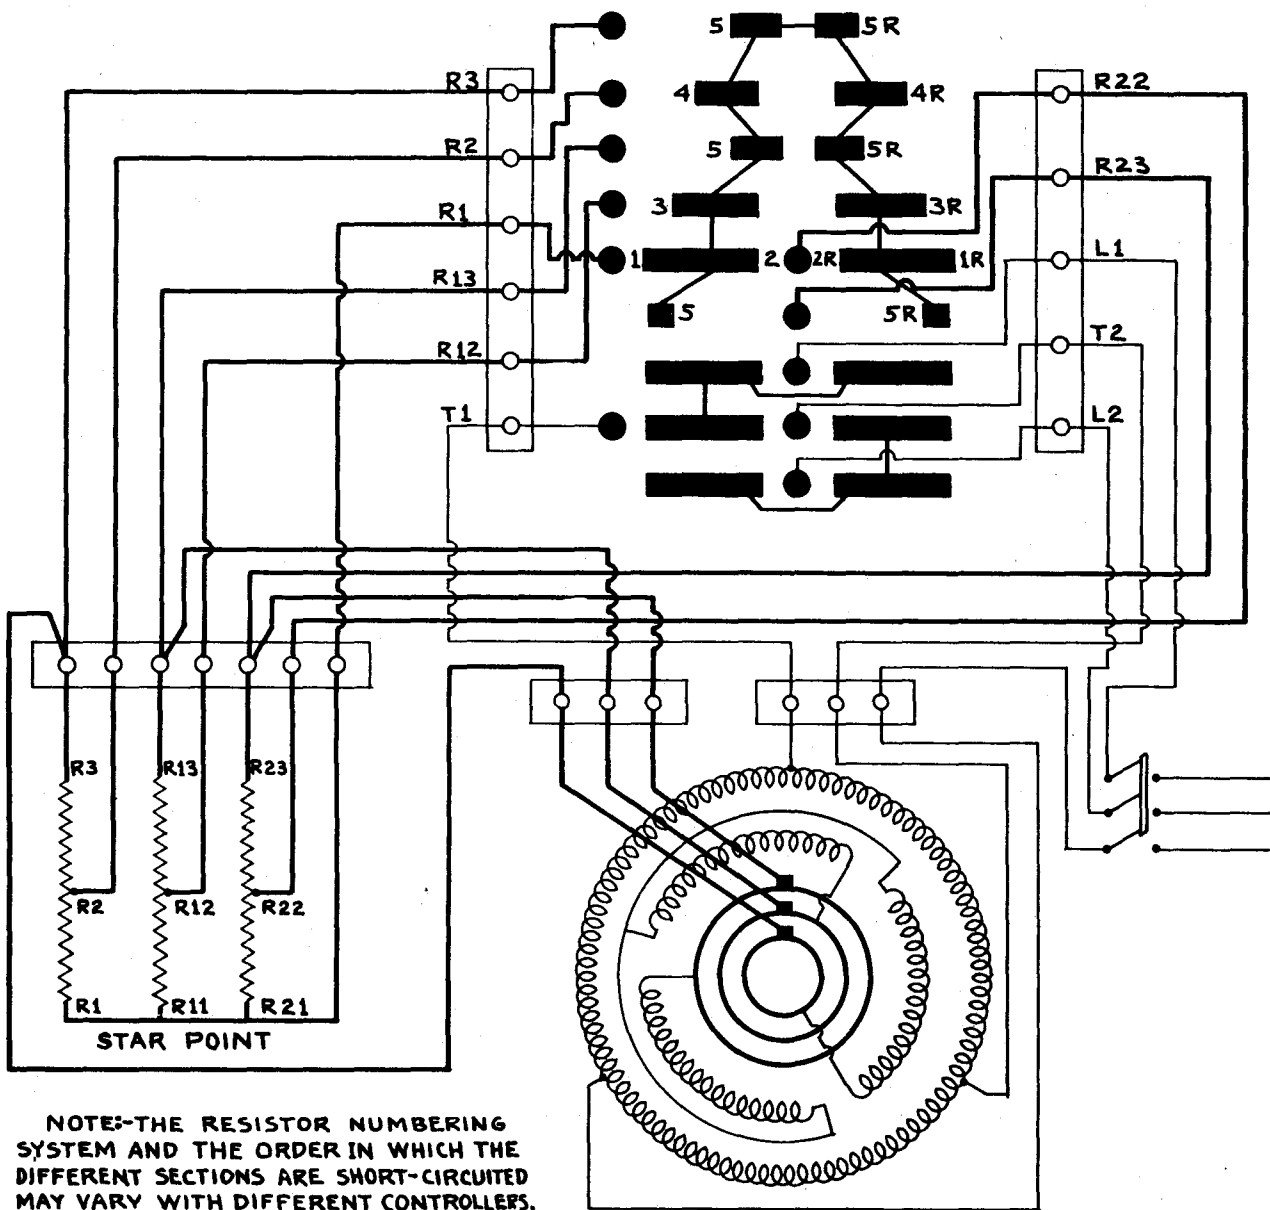 5 5R
R3 4 4R R22
R2 5 5R R23
R1 3 3R
1 2 2R 1R L1
R13 5 5R
R12 T2
T1 L2
R3 R13 R23
R2 R12 R22
R1 R11 R21
STAR POINT
NOTE:-THE RESISTOR NUMBERING
SYSTEM AND THE ORDER IN WHICH THE
DIFFERENT SECTIONS ARE SHORT-CIRCUITED
MAY VARY WITH DIFFERENT CONTROLLERS.